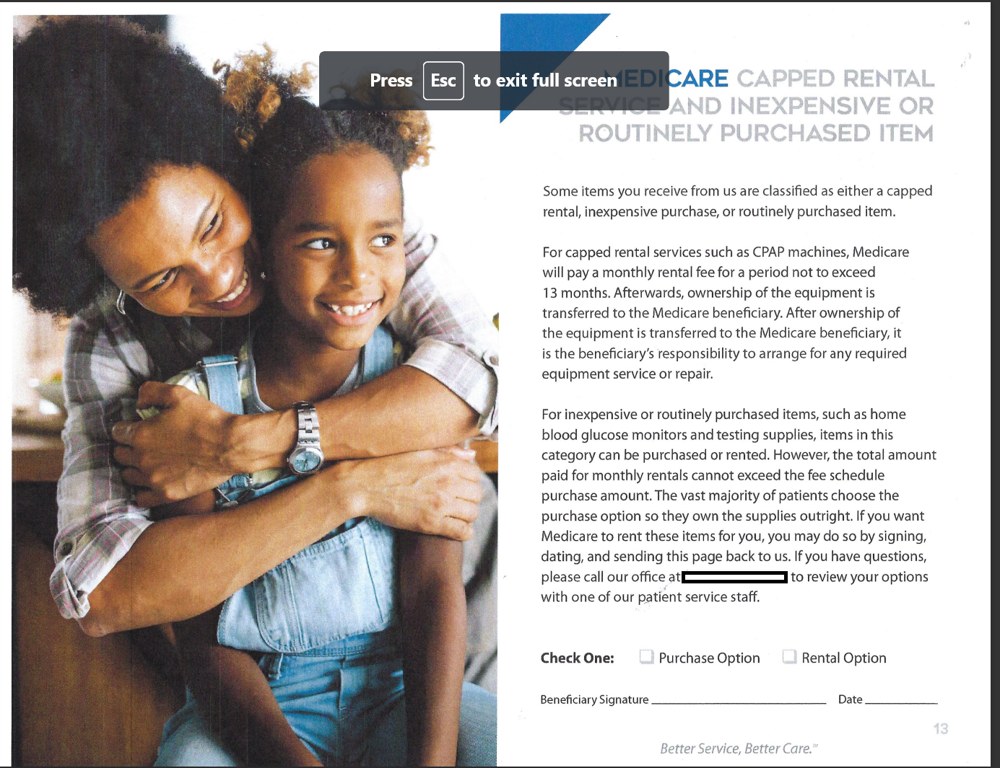 Press Esc to exit full screen
MEDICARE CAPPED RENTAL
SERVICE AND INEXPENSIVE OR
ROUTINELY PURCHASED ITEM
Some items you receive from us are classified as either a capped
rental, inexpensive purchase, or routinely purchased item.
For capped rental services such as CPAP machines, Medicare
will pay a monthly rental fee for a period not to exceed
13 months. Afterwards, ownership of the equipment is
transferred to the Medicare beneficiary. After ownership of
the equipment is transferred to the Medicare beneficiary, it
is the beneficiary's responsibility to arrange for any required
equipment service or repair.
For inexpensive or routinely purchased items, such as home
blood glucose monitors and testing supplies, items in this
category can be purchased or rented. However, the total amount
paid for monthly rentals cannot exceed the fee schedule
purchase amount. The vast majority of patients choose the
purchase option so they own the supplies outright. If you want
Medicare to rent these items for you, you may do so by signing,
dating, and sending this page back to us. If you have questions,
please call our office at to review your options
with one of our patient service staff.
Check One: Purchase Option Rental Option
Beneficiary Signature Date
13
Better Service, Better Care.™